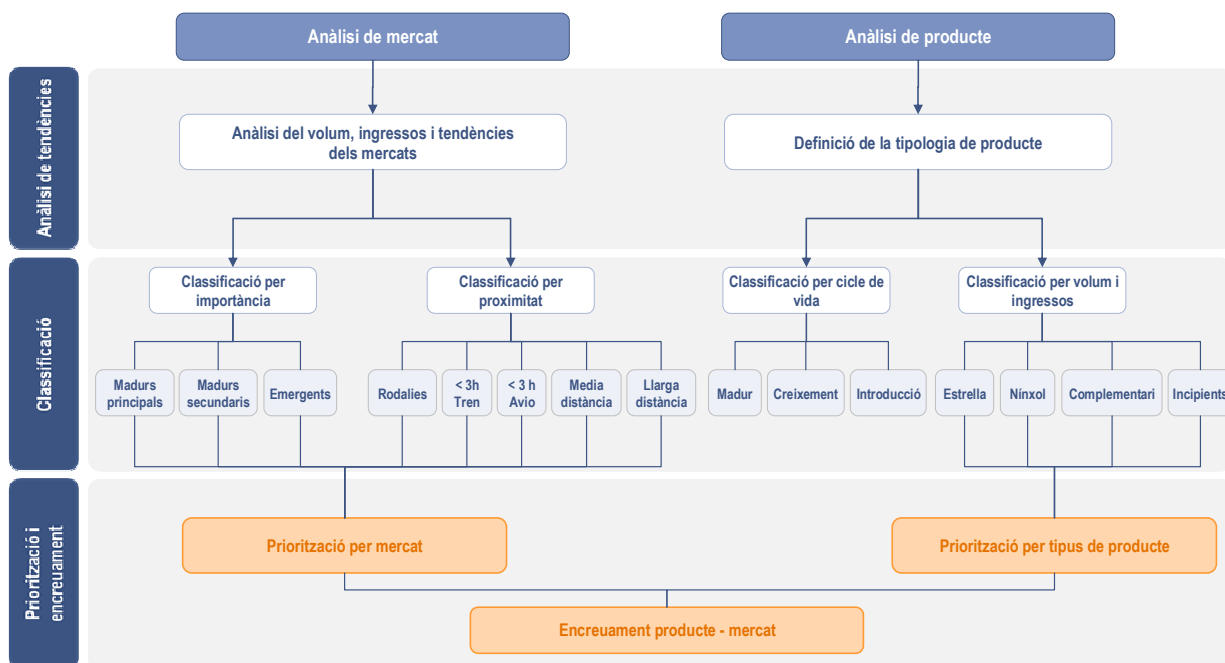 Anàlisi de mercat
Anàlisi de producte
Anàlisi de tendències
Anàlisi del volum, ingressos i tendències
dels mercats
Definició de la tipologia de producte
Classificació
Classificació per
importància
Classificació per
proximitat
Classificació per cicle de
vida
Classificació per volum i
ingressos
Madurs
principals
Madurs
secundaris
Emergents
Rodalies
< 3h
Tren
< 3 h
Avio
Media
distància
Llarga
distància
Madur
Creixement
Introducció
Estrella
Nínxol
Complementari
Incipients
Priorització i
encreuament
Priorització per mercat
Priorització per tipus de producte
Encreuament producte - mercat